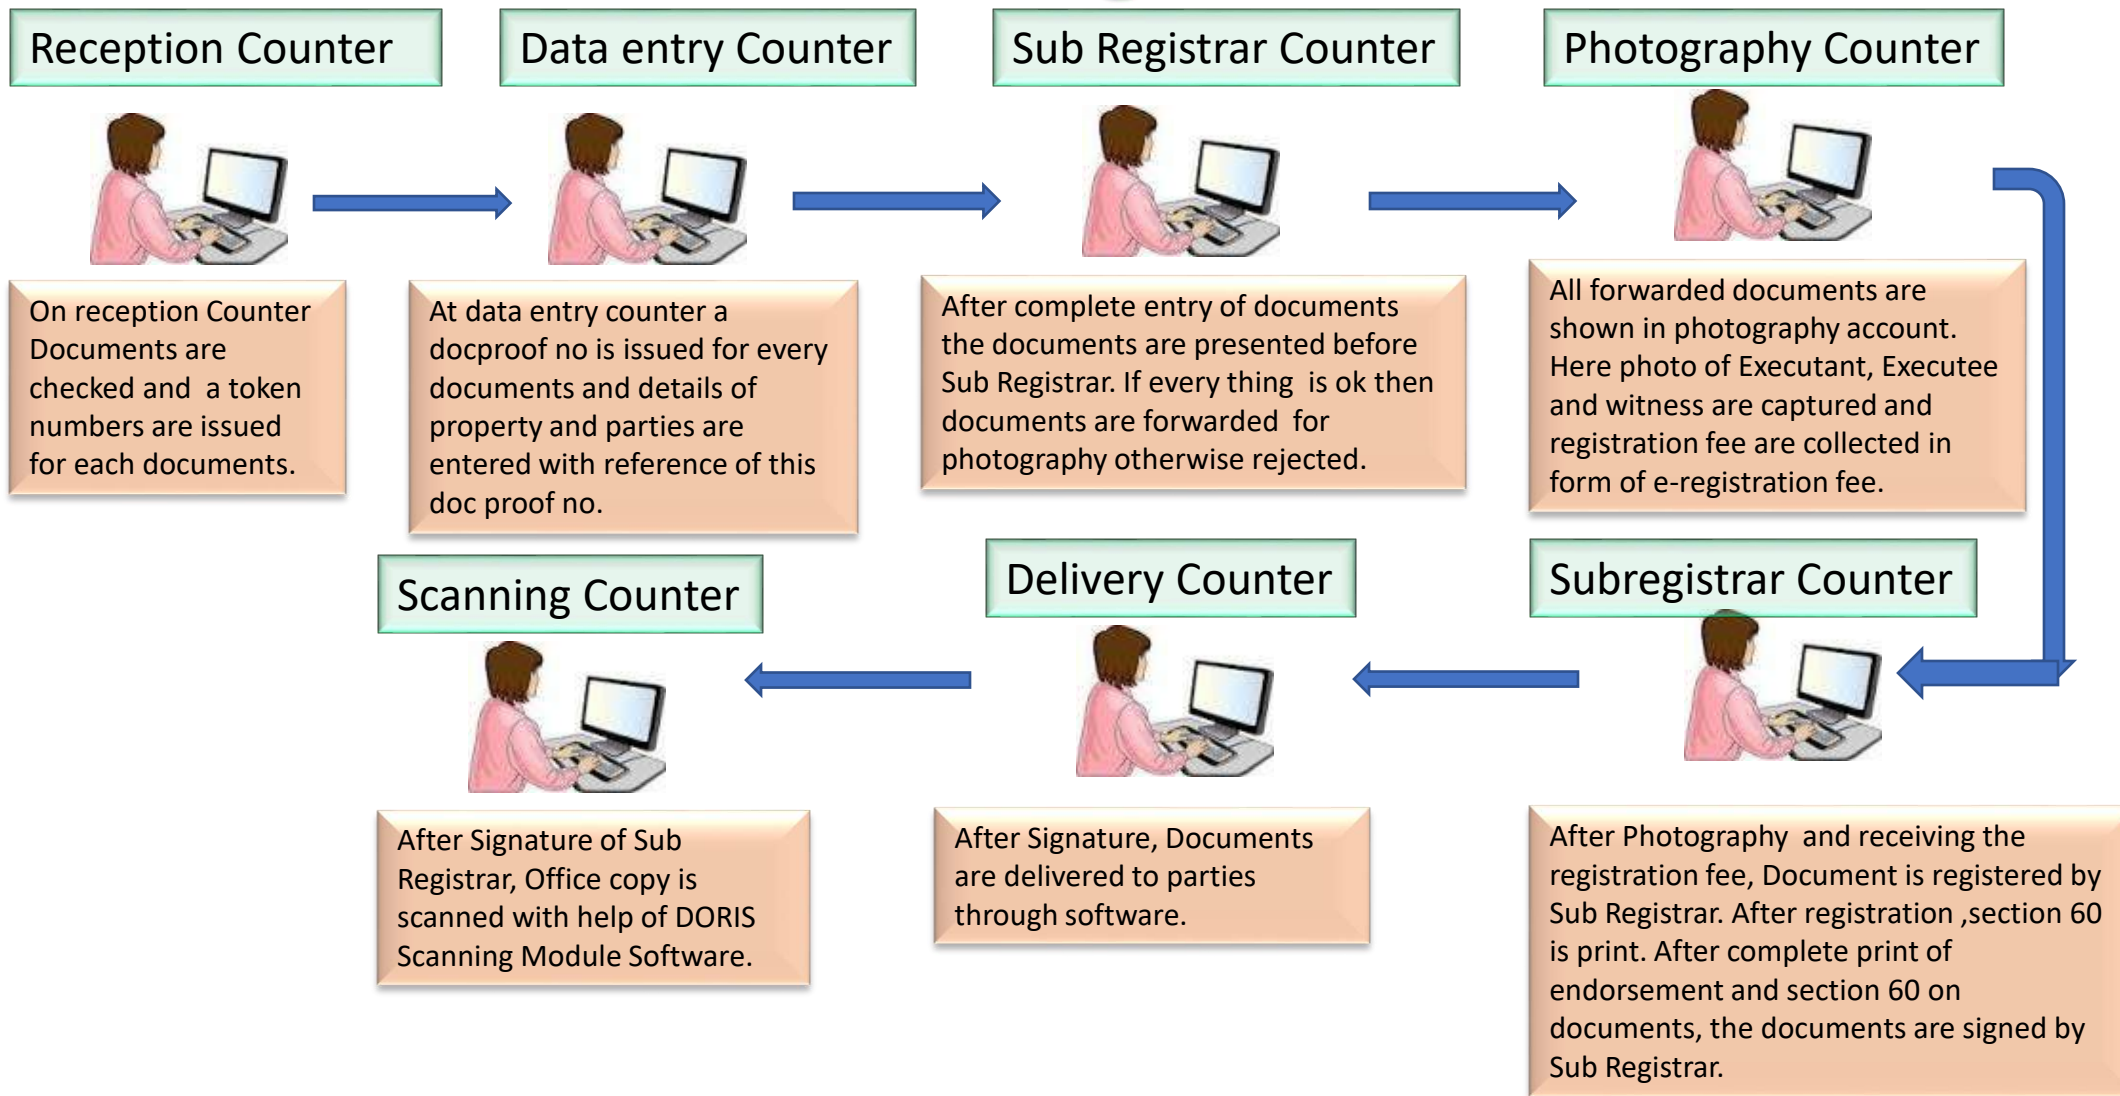 Reception Counter
Data entry Counter
Sub Registrar Counter
Photography Counter
On reception Counter
Documents are
checked and a token
numbers are issued
for each documents.
At data entry counter a
docproof no is issued for every
documents and details of
property and parties are
entered with reference of this
doc proof no.
After complete entry of documents
the documents are presented before
Sub Registrar. If every thing is ok then
documents are forwarded for
photography otherwise rejected.
All forwarded documents are
shown in photography account.
Here photo of Executant, Executee
and witness are captured and
registration fee are collected in
form of e-registration fee.
Subregistrar Counter
After Photography and receiving the
registration fee, Document is registered by
Sub Registrar. After registration ,section 60
is print. After complete print of
endorsement and section 60 on
documents, the documents are signed by
Sub Registrar.
Delivery Counter
After Signature, Documents
are delivered to parties
through software.
Scanning Counter
After Signature of Sub
Registrar, Office copy is
scanned with help of DORIS
Scanning Module Software.